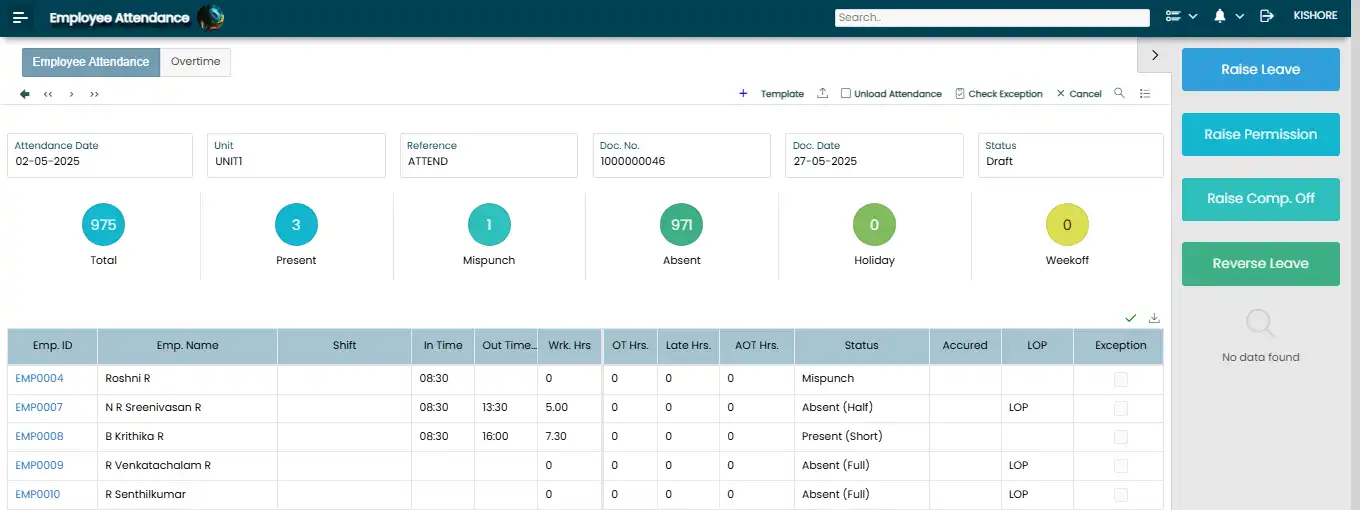 Employee Attendance
Search..
KISHORE
Employee Attendance Overtime
<< > >>
+ Template Unload Attendance Check Exception × Cancel
Raise Leave
Raise Permission
Raise Comp. Off
Reverse Leave
No data found
Attendance Date
02-05-2025
Unit
UNIT1
Reference
ATTEND
Doc. No.
1000000046
Doc. Date
27-05-2025
Status
Draft
975
Total
3
Present
1
Mispunch
971
Absent
0
Holiday
0
Weekoff
Emp. ID Emp. Name Shift In Time Out Time... Wrk. Hrs OT Hrs. Late Hrs. AOT Hrs. Status Accured LOP Exception
EMP0004 Roshni R 08:30 0 0 0 0 Mispunch
EMP0007 N R Sreenivasan R 08:30 13:30 5.00 0 0 0 Absent (Half) LOP
EMP0008 B Krithika R 08:30 16:00 7.30 0 0 0 Present (Short)
EMP0009 R Venkatachalam R 0 0 0 0 Absent (Full) LOP
EMP0010 R Senthilkumar 0 0 0 0 Absent (Full) LOP